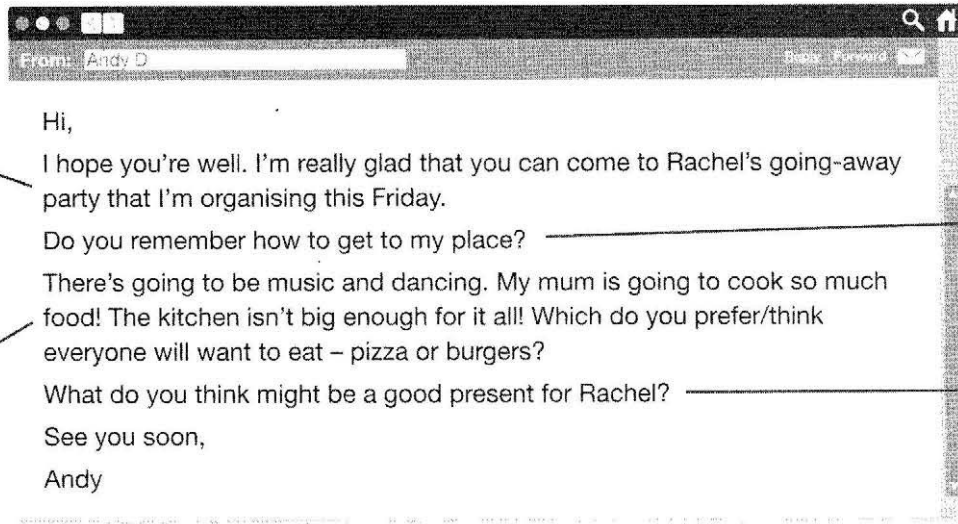 From: Andy D
Reply Forward
Hi,
I hope you're well. I'm really glad that you can come to Rachel's going-away
party that I'm organising this Friday.
Do you remember how to get to my place?
There's going to be music and dancing. My mum is going to cook so much
food! The kitchen isn't big enough for it all! Which do you prefer/think
everyone will want to eat – pizza or burgers?
What do you think might be a good present for Rachel?
See you soon,
Andy